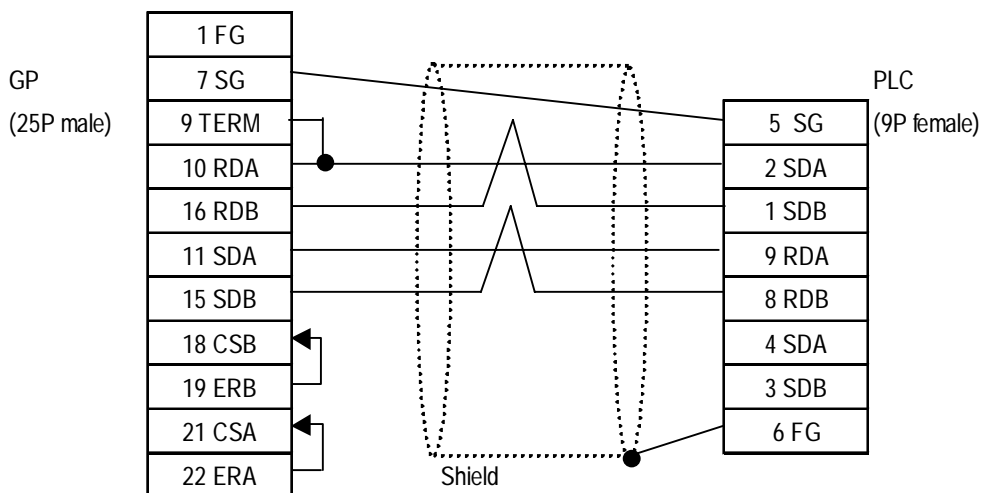 GP
(25P male)
1 FG
7 SG
9 TERM
10 RDA
16 RDB
11 SDA
15 SDB
18 CSB
19 ERB
21 CSA
22 ERA
Shield
PLC
(9P female)
5 SG
2 SDA
1 SDB
9 RDA
8 RDB
4 SDA
3 SDB
6 FG